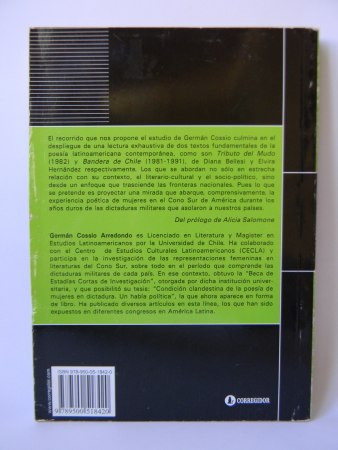 El recorrido que nos propone el estudio de Germán Cossio culmina en el
despliegue de una lectura exhaustiva de dos textos fundamentales de la
poesía latinoamericana contemporánea, como son Tributo del Mudo
(1982) y Bandera de Chile (1981-1991), de Diana Bellesi y Elvira
Hernández respectivamente. Los que se abordan no sólo en estrecha
relación con su contexto, el literario-cultural y el socio-político, sino
desde un enfoque que trasciende las fronteras nacionales. Pues lo que
se pretende es proyectar una mirada que abarque, comprensivamente, la
experiencia poética de mujeres en el Cono Sur de América durante los
años duros de las dictaduras militares que asolaron a nuestros países.
Del prólogo de Alicia Salomone
Germán Cossio Arredondo es Licenciado en Literatura y Magister en
Estudios Latinoamericanos por le Universidad de Chile. Ha colaborado
con el Centro de Estudios Culturales Latinoamericanos (CECLA) y
participa en la investigación de las representaciones femeninas en
literaturas del Cono Sur, sobre todo en el período que comprende las
dictaduras militares de cada país. En ese contexto, obtuvo la "Beca de
Estadías Cortas de Investigación", otorgada por dicha institución univer-
sitaria, y que posibilitó su tesis: "Condición clandestina de la poesía de
mujeres en dictadura. Un habla política", la que ahora aparece en forma
de libro. Ha publicado diversos artículos en esta línea, los que han sido
expuestos en diferentes congresos en América Latina.
ISBN 978-950-05-1842-0
www.corregidor.com
9789500518420
CORREGIDOR